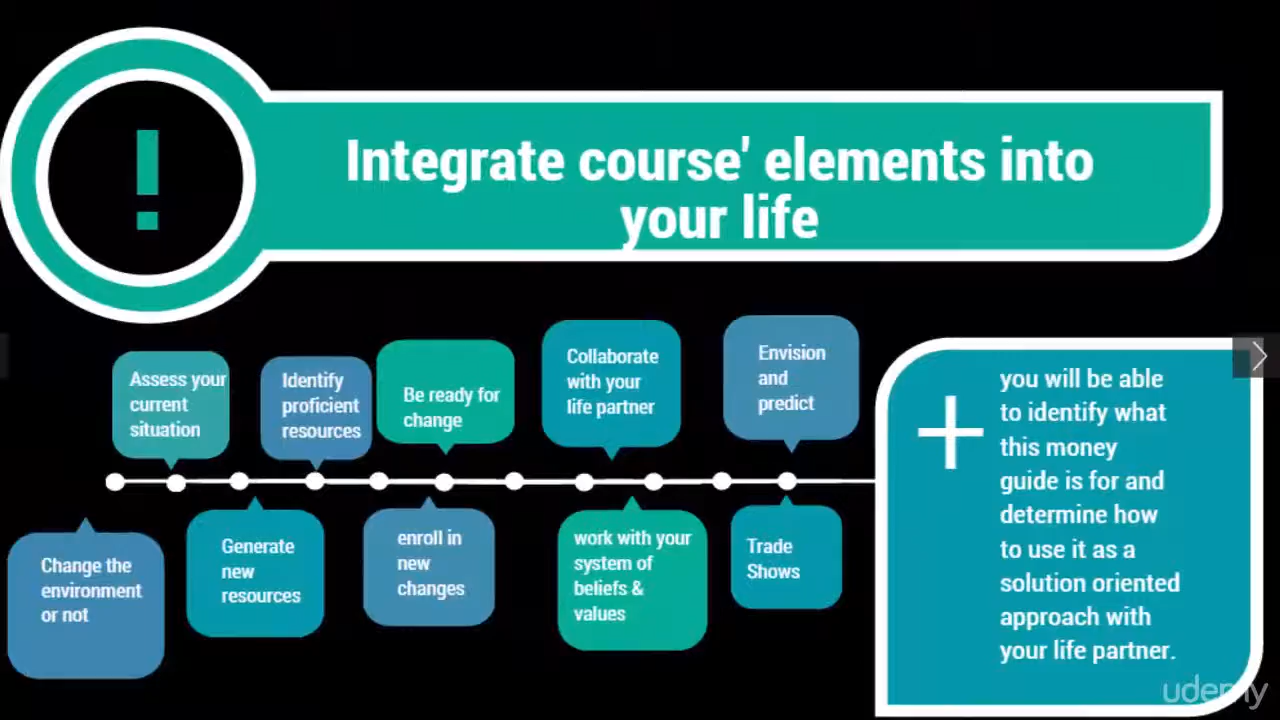 !
Integrate course' elements into
your life
Assess your
current
situation
Identify
proficient
resources
Be ready for
change
Collaborate
with your
life partner
Envision
and
predict
Change the
environment
or not
Generate
new
resources
enroll in
new
changes
work with your
system of
beliefs &
values
Trade
Shows
you will be able
to identify what
this money
guide is for and
determine how
to use it as a
solution oriented
approach with
your life partner.
udemy